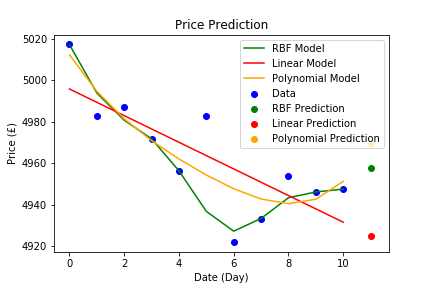 Price Prediction
5020
5000
4980
4960
4940
4920
Price (£)
RBF Model
Linear Model
Polynomial Model
Data
RBF Prediction
Linear Prediction
Polynomial Prediction
0
2
4
6
8
10
Date (Day)